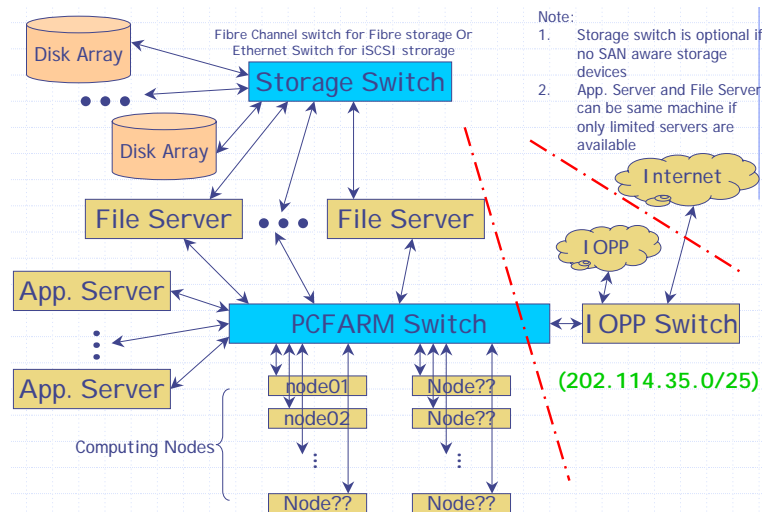 Fibre Channel switch for Fibre storage Or
Ethernet Switch for iSCSI strorage
Note:
1. Storage switch is optional if
no SAN aware storage
devices
2. App. Server and File Server
can be same machine if
only limited servers are
available
Disk Array
Storage Switch
Disk Array
Internet
File Server
File Server
IOPP
App. Server
PCFARM Switch
IOPP Switch
App. Server
(202.114.35.0/25)
node01
Node??
node02
Node??
Computing Nodes
Node??
Node??